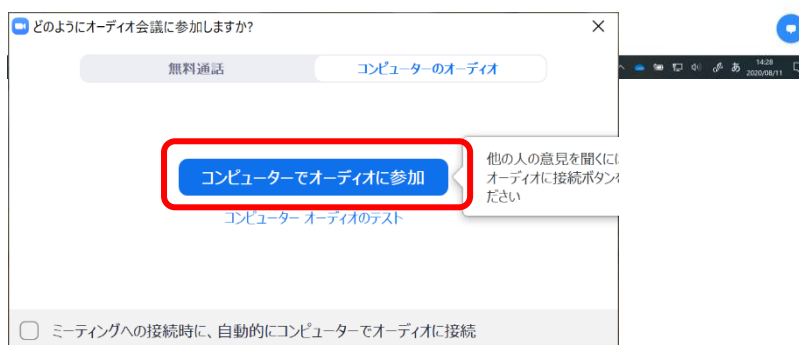 どのようにオーディオ会議に参加しますか?
無料通話
コンピューターのオーディオ
あ
14:28
2020/08/11
コンピューターでオーディオに参加
他の人の意見を聞くには
オーディオに接続ボタンを
ださい
コンピューター オーディオのテスト
ミーティングへの接続時に、自動的にコンピューターでオーディオに接続